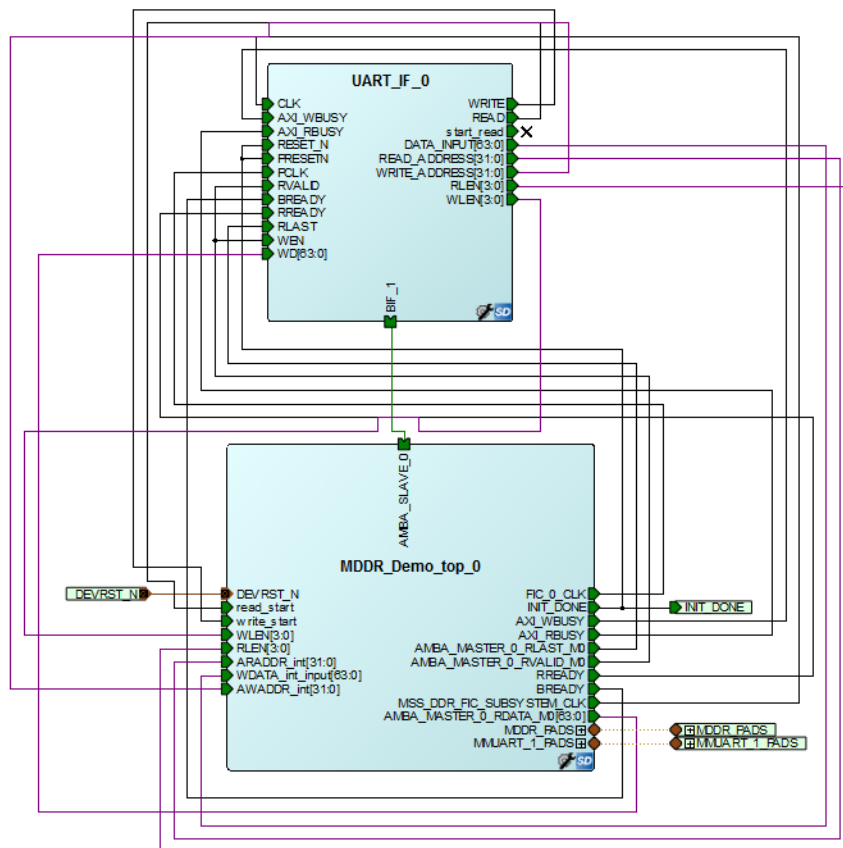 UART_IF_0
CLK
AXI_WBUSY
AXI_RBUSY
RESET_N
PRESETN
PCLK
RVALID
BREADY
RREADY
RLAST
WEN
WD[63:0]
WRITE
READ
start_read
DATA_INPUT[63:0]
READ_ADDRESS[31:0]
WRITE_ADDRESS[31:0]
RLEN[3:0]
WLEN[3:0]
BIF_1
SD
AMBA_SLAVE_0
MDDR_Demo_top_0
DEVRST_N
DEVRST_N
read_start
write_start
WLEN[3:0]
RLEN[3:0]
ARADDR_int[31:0]
WDATA_int_input[63:0]
AWADDR_int[31:0]
FIC_0_CLK
INIT_DONE
AXI_WBUSY
AXI_RBUSY
AMBA_MASTER_0_RLAST_M0
AMBA_MASTER_0_RVALID_M0
RREADY
BREADY
MSS_DDR_FIC_SUBSYSTEM_CLK
AMBA_MASTER_0_RDATA_M0[63:0]
MDDR_PADS
MMUART_1_PADS
INIT_DONE
MDDR_PADS
MMUART_1_PADS
SD